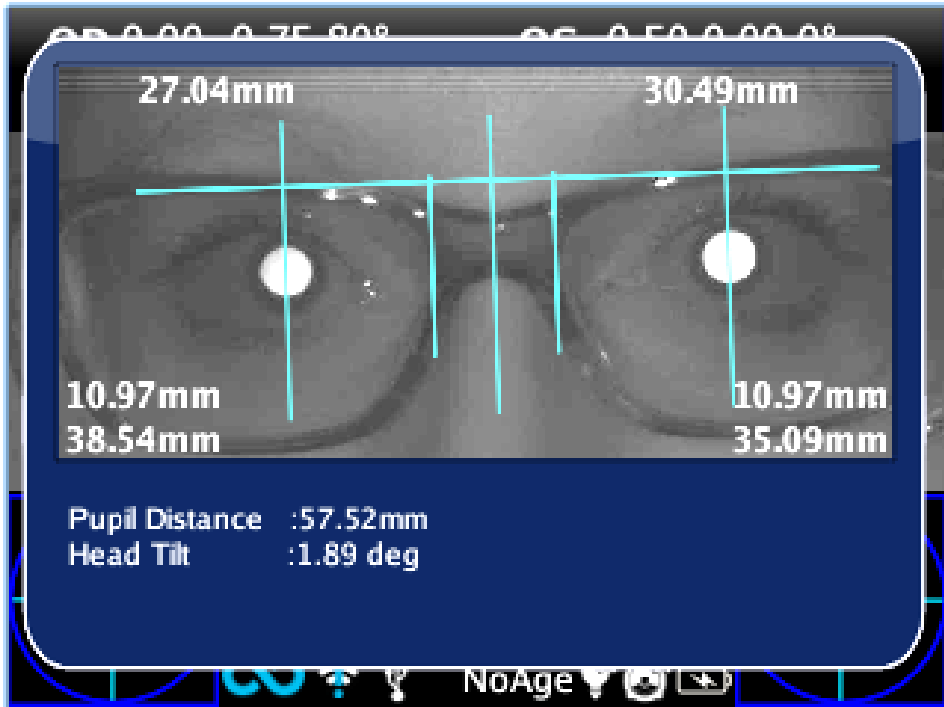 27.04mm 30.49mm
10.97mm 10.97mm
38.54mm 35.09mm
Pupil Distance :57.52mm
Head Tilt :1.89 deg
NoAge